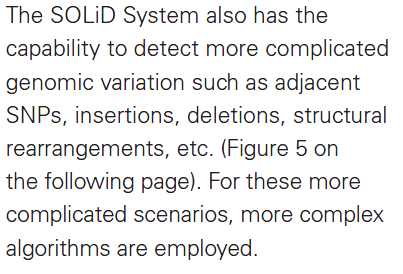 The SOLiD System also has the
capability to detect more complicated
genomic variation such as adjacent
SNPs, insertions, deletions, structural
rearrangements, etc. (Figure 5 on
the following page). For these more
complicated scenarios, more complex
algorithms are employed.